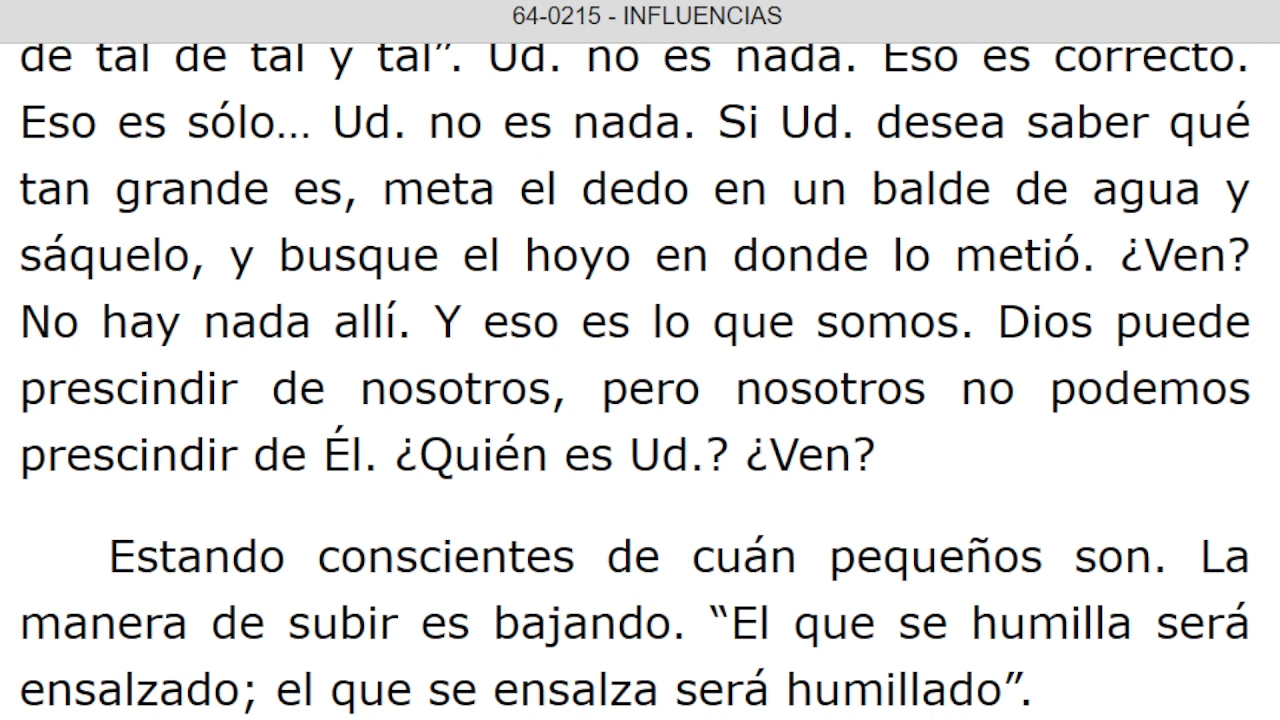 64-0215 - INFLUENCIAS
de tal de tal y tal”. Ud. no es nada. Eso es correcto.
Eso es sólo… Ud. no es nada. Si Ud. desea saber qué
tan grande es, meta el dedo en un balde de agua y
sáquelo, y busque el hoyo en donde lo metió. ¿Ven?
No hay nada allí. Y eso es lo que somos. Dios puede
prescindir de nosotros, pero nosotros no podemos
prescindir de Él. ¿Quién es Ud.? ¿Ven?
Estando conscientes de cuán pequeños son. La
manera de subir es bajando. “El que se humilla será
ensalzado; el que se ensalza será humillado”.